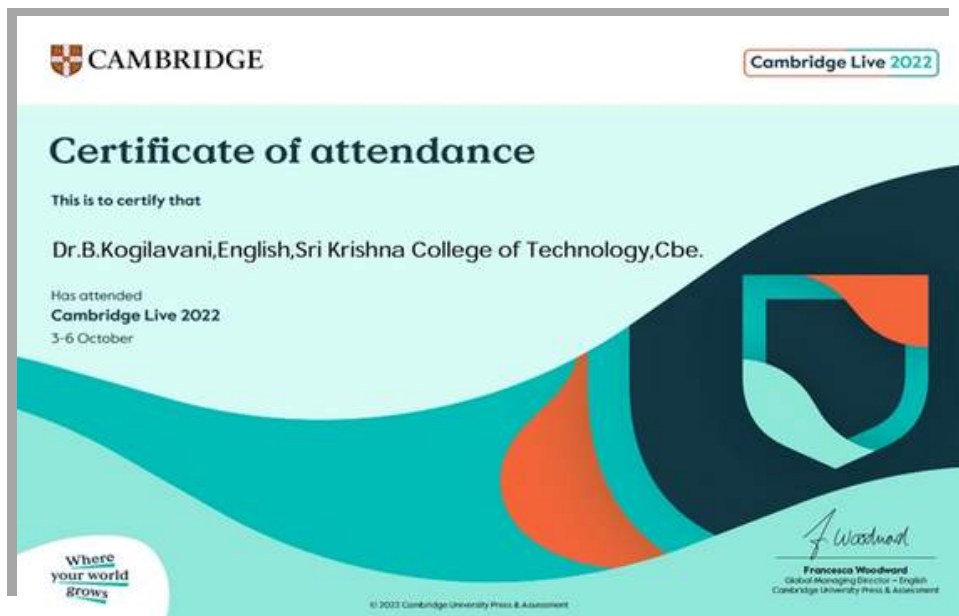 CAMBRIDGE
Cambridge Live 2022
Certificate of attendance
This is to certify that
Dr.B.Kogilavani,English,Sri Krishna College of Technology,Cbe.
Has attended
Cambridge Live 2022
3-6 October
Where
your world
grows
J Woodward
Francesca Woodward
Global Managing Director – English
Cambridge University Press & Assessment
© 2022 Cambridge University Press & Assessment